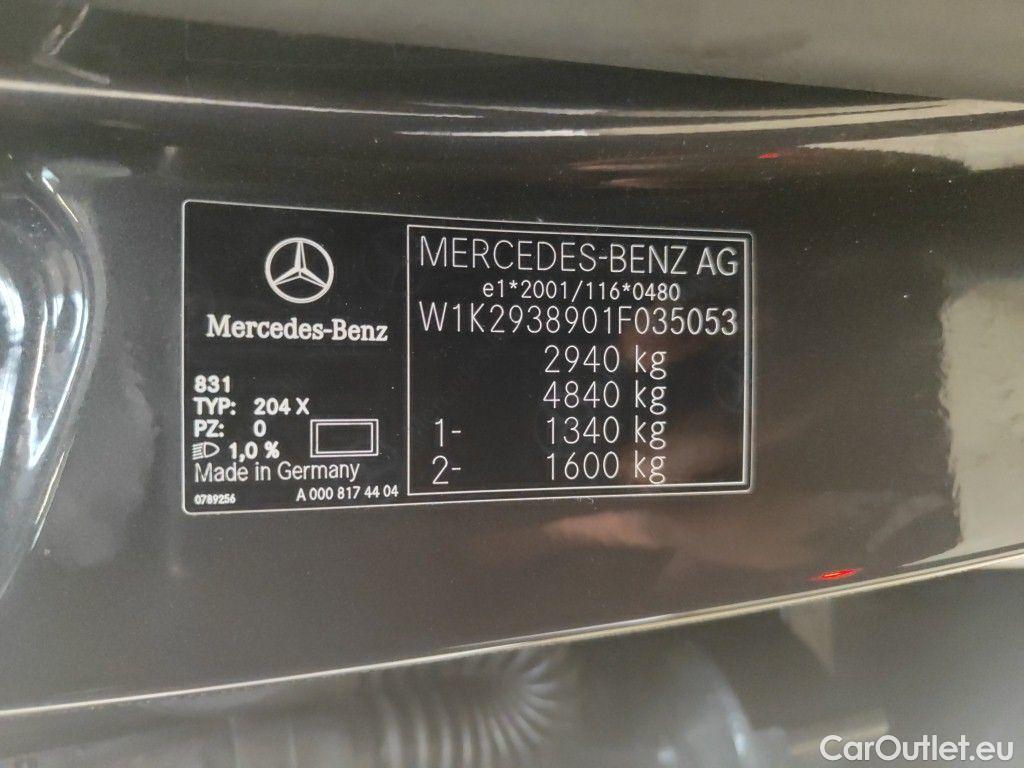 Mercedes-Benz
831
TYP: 204 X
PZ: 0
1,0 %
Made in Germany
0789256 A 000 817 44 04
MERCEDES-BENZ AG
e1*2001/116*0480
W1K2938901F035053
2940 kg
4840 kg
1- 1340 kg
2- 1600 kg
CarOutlet.eu